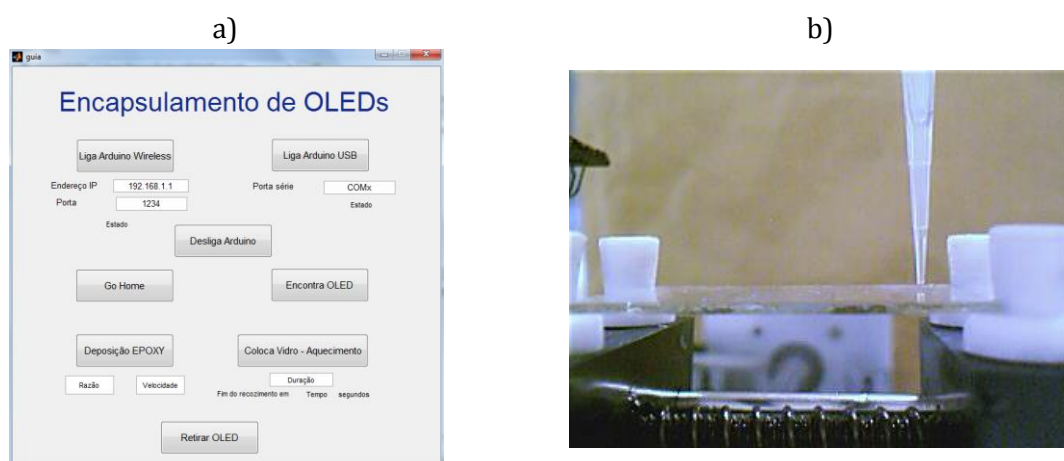 a)
b)
guia
Encapsulamento de OLEDs
Liga Arduino Wireless
Liga Arduino USB
Endereço IP 192.168.1.1
Porta série COMx
Porta 1234
Estado
Estado
Desliga Arduino
Go Home
Encontra OLED
Deposição EPOXY
Coloca Vidro - Aquecimento
Razão Velocidade
Duração
Fim do recozimento em Tempo segundos
Retirar OLED